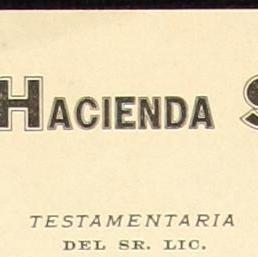 HACIENDA S
TESTAMENTARIA
DEL SR. LIC.